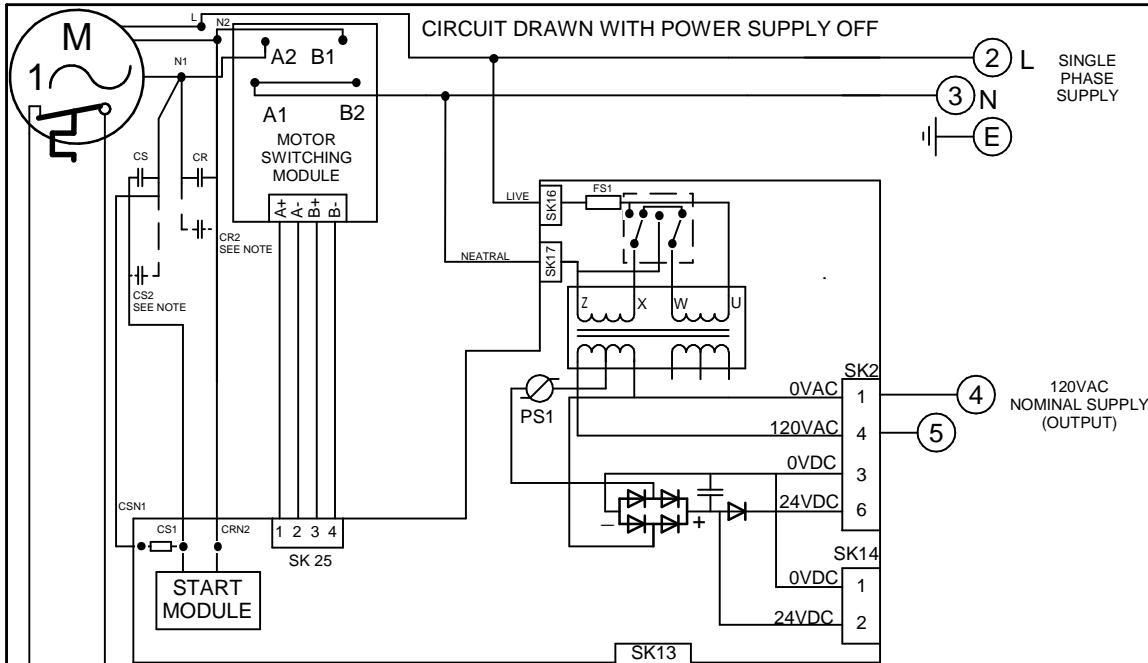 CIRCUIT DRAWN WITH POWER SUPPLY OFF
L
N2
M
1
N1
A2
B1
A1
B2
MOTOR
SWITCHING
MODULE
A+
A-
B+
B-
2
L
SINGLE
PHASE
SUPPLY
3
N
E
CS
CR
CR2
SEE NOTE
CS2
SEE NOTE
LIVE
SK16
FS1
NEATRAL
SK17
Z
X
W
U
PS1
SK2
0VAC
1
4
120VAC
NOMINAL SUPPLY
(OUTPUT)
120VAC
4
5
0VDC
3
24VDC
6
–
+
SK14
0VDC
1
24VDC
2
CSN1
CS1
CRN2
1 2 3 4
SK 25
START
MODULE
SK13